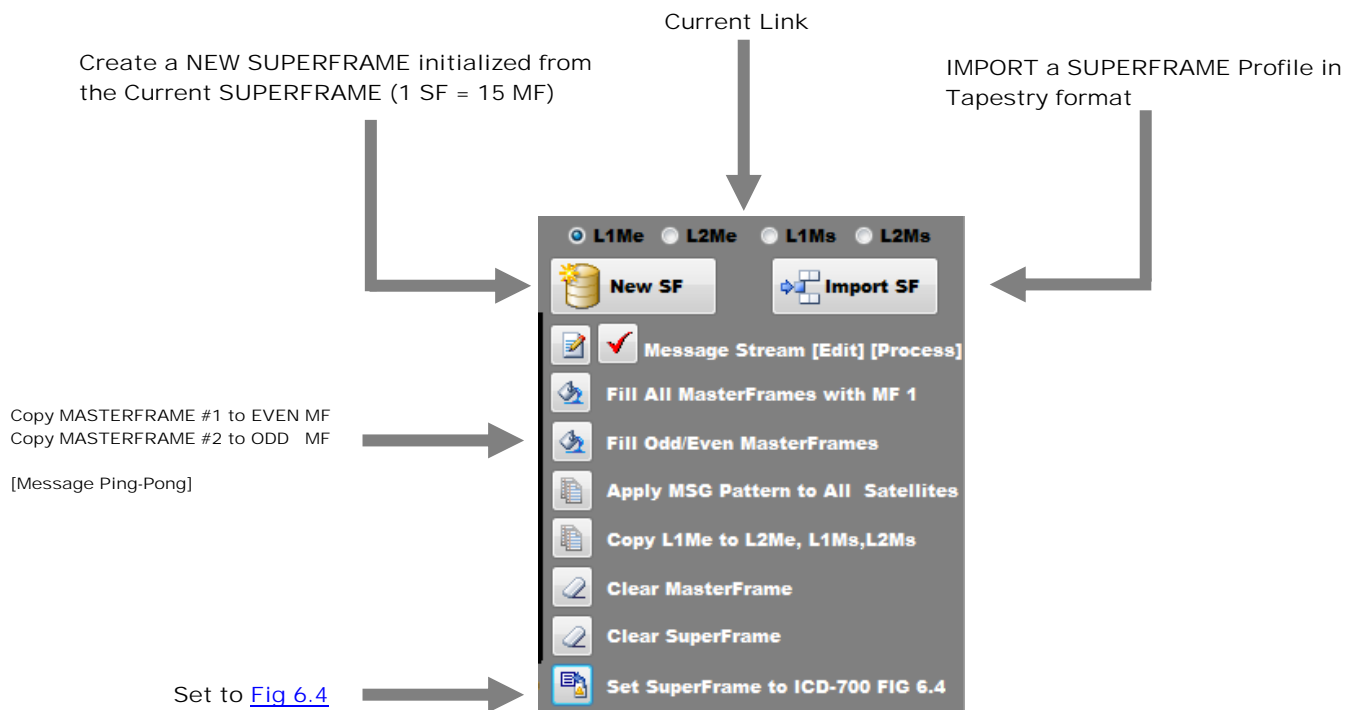 Current Link
Create a NEW SUPERFRAME initialized from
the Current SUPERFRAME (1 SF = 15 MF)
IMPORT a SUPERFRAME Profile in
Tapestry format
L1Me L2Me L1Ms L2Ms
New SF Import SF
Message Stream [Edit] [Process]
Fill All MasterFrames with MF 1
Copy MASTERFRAME #1 to EVEN MF
Copy MASTERFRAME #2 to ODD MF
[Message Ping-Pong]
Fill Odd/Even MasterFrames
Apply MSG Pattern to All Satellites
Copy L1Me to L2Me, L1Ms,L2Ms
Clear MasterFrame
Clear SuperFrame
Set to Fig 6.4
Set SuperFrame to ICD-700 FIG 6.4